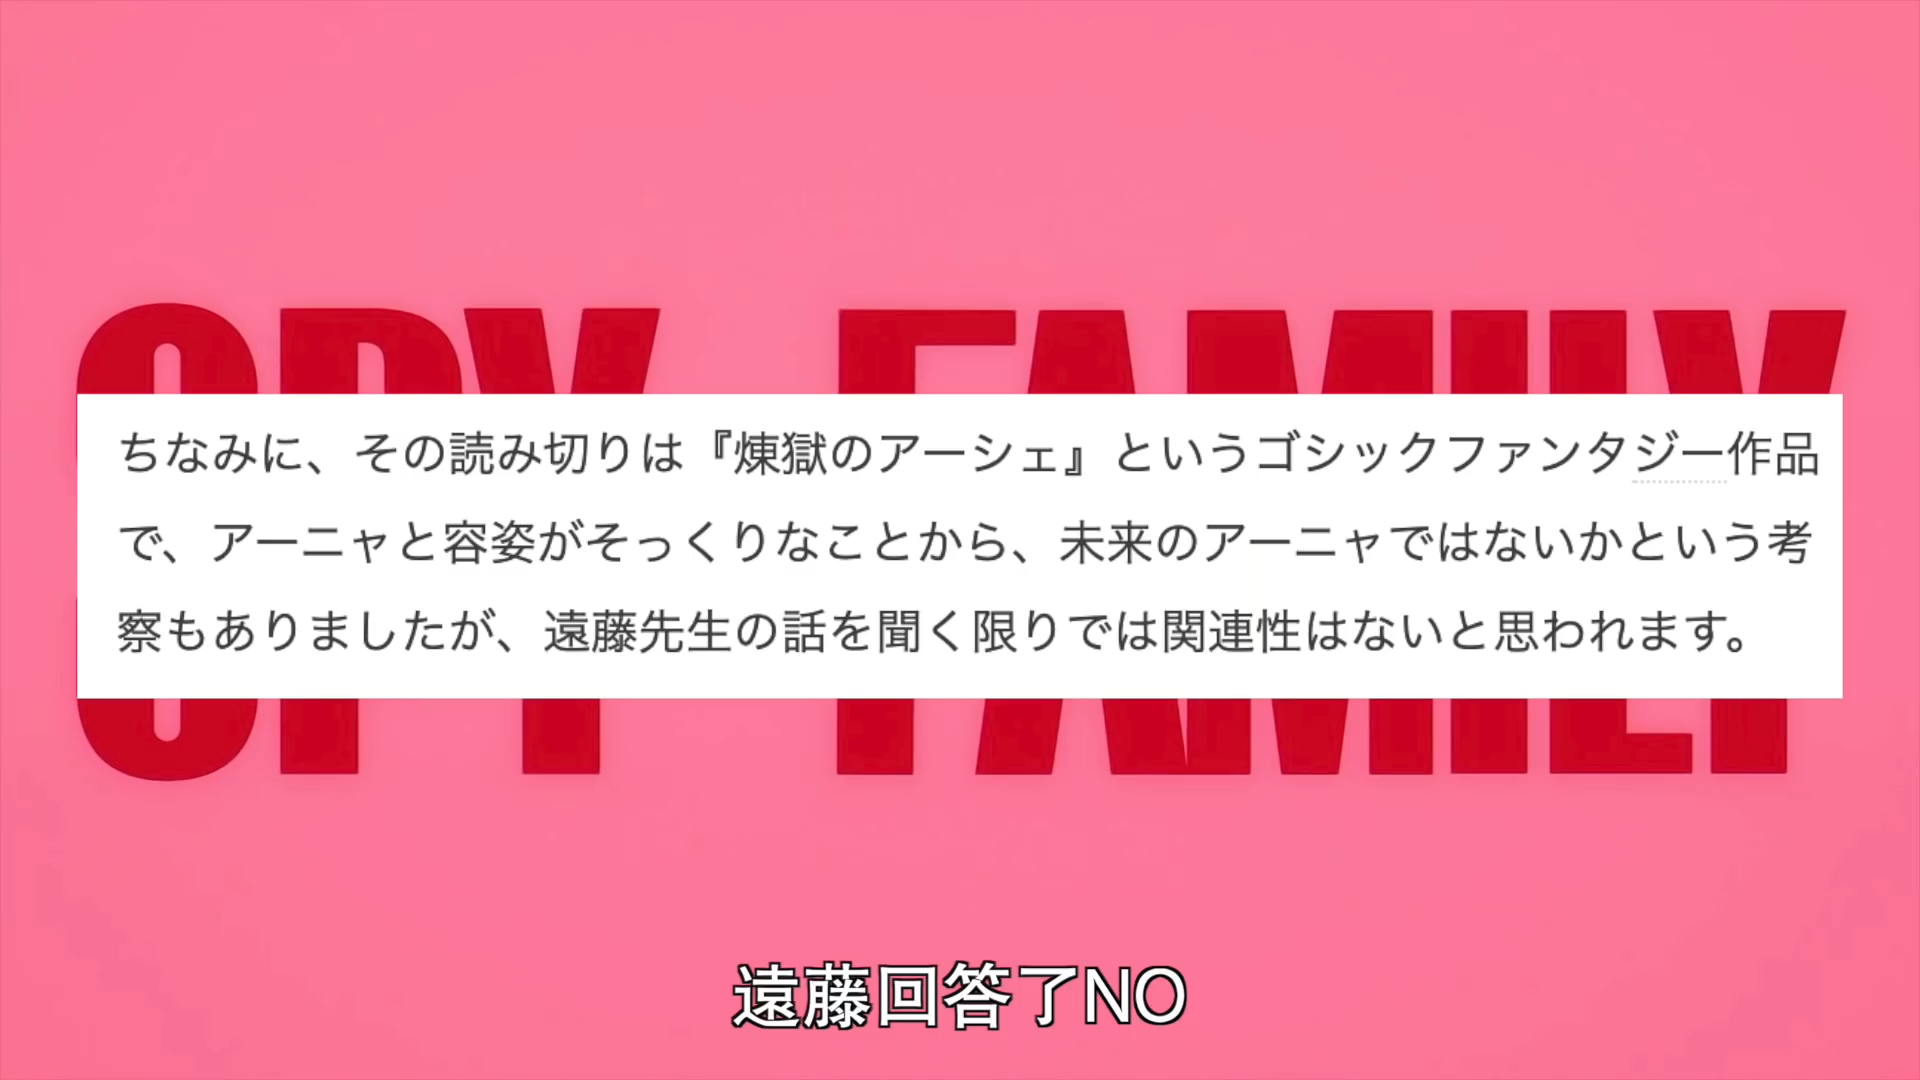 SPY FAMILY
ちなみに、その読み切りは『煉獄のアーシェ』というゴシックファンタジー作品
で、アーニャと容姿がそっくりなことから、未来のアーニャではないかという考
察もありましたが、遠藤先生の話を聞く限りでは関連性はないと思われます。
遠藤回答了NO